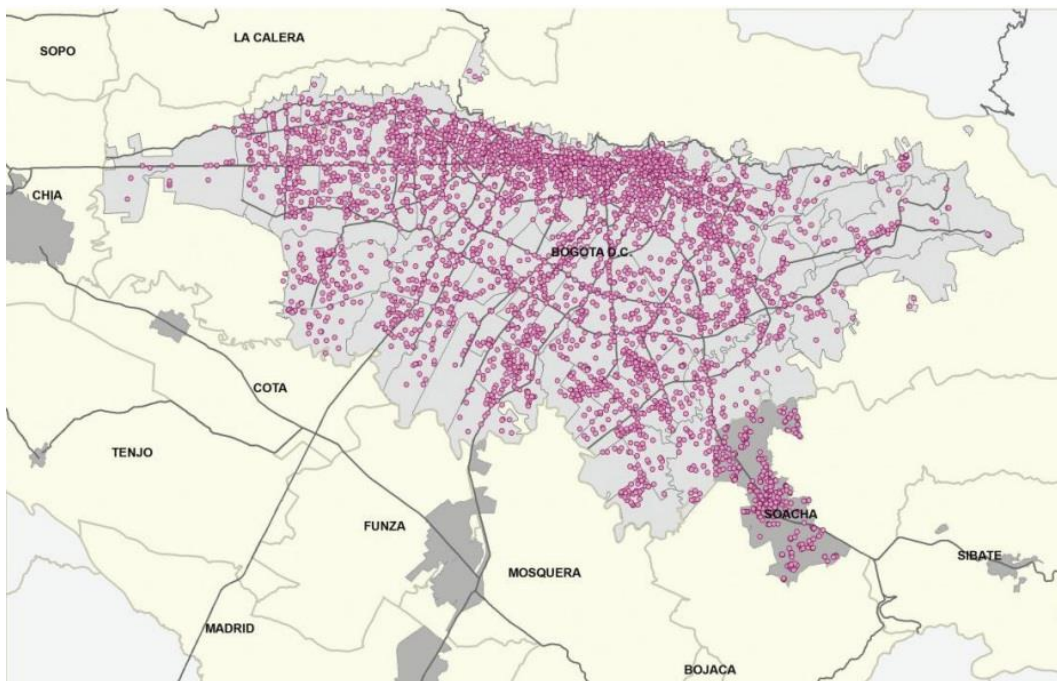 LA CALERA
SOPO
CHIA
BOGOTA D.C.
COTA
TENJO
SOACHA
FUNZA
SIBATE
MOSQUERA
MADRID
BOJACA